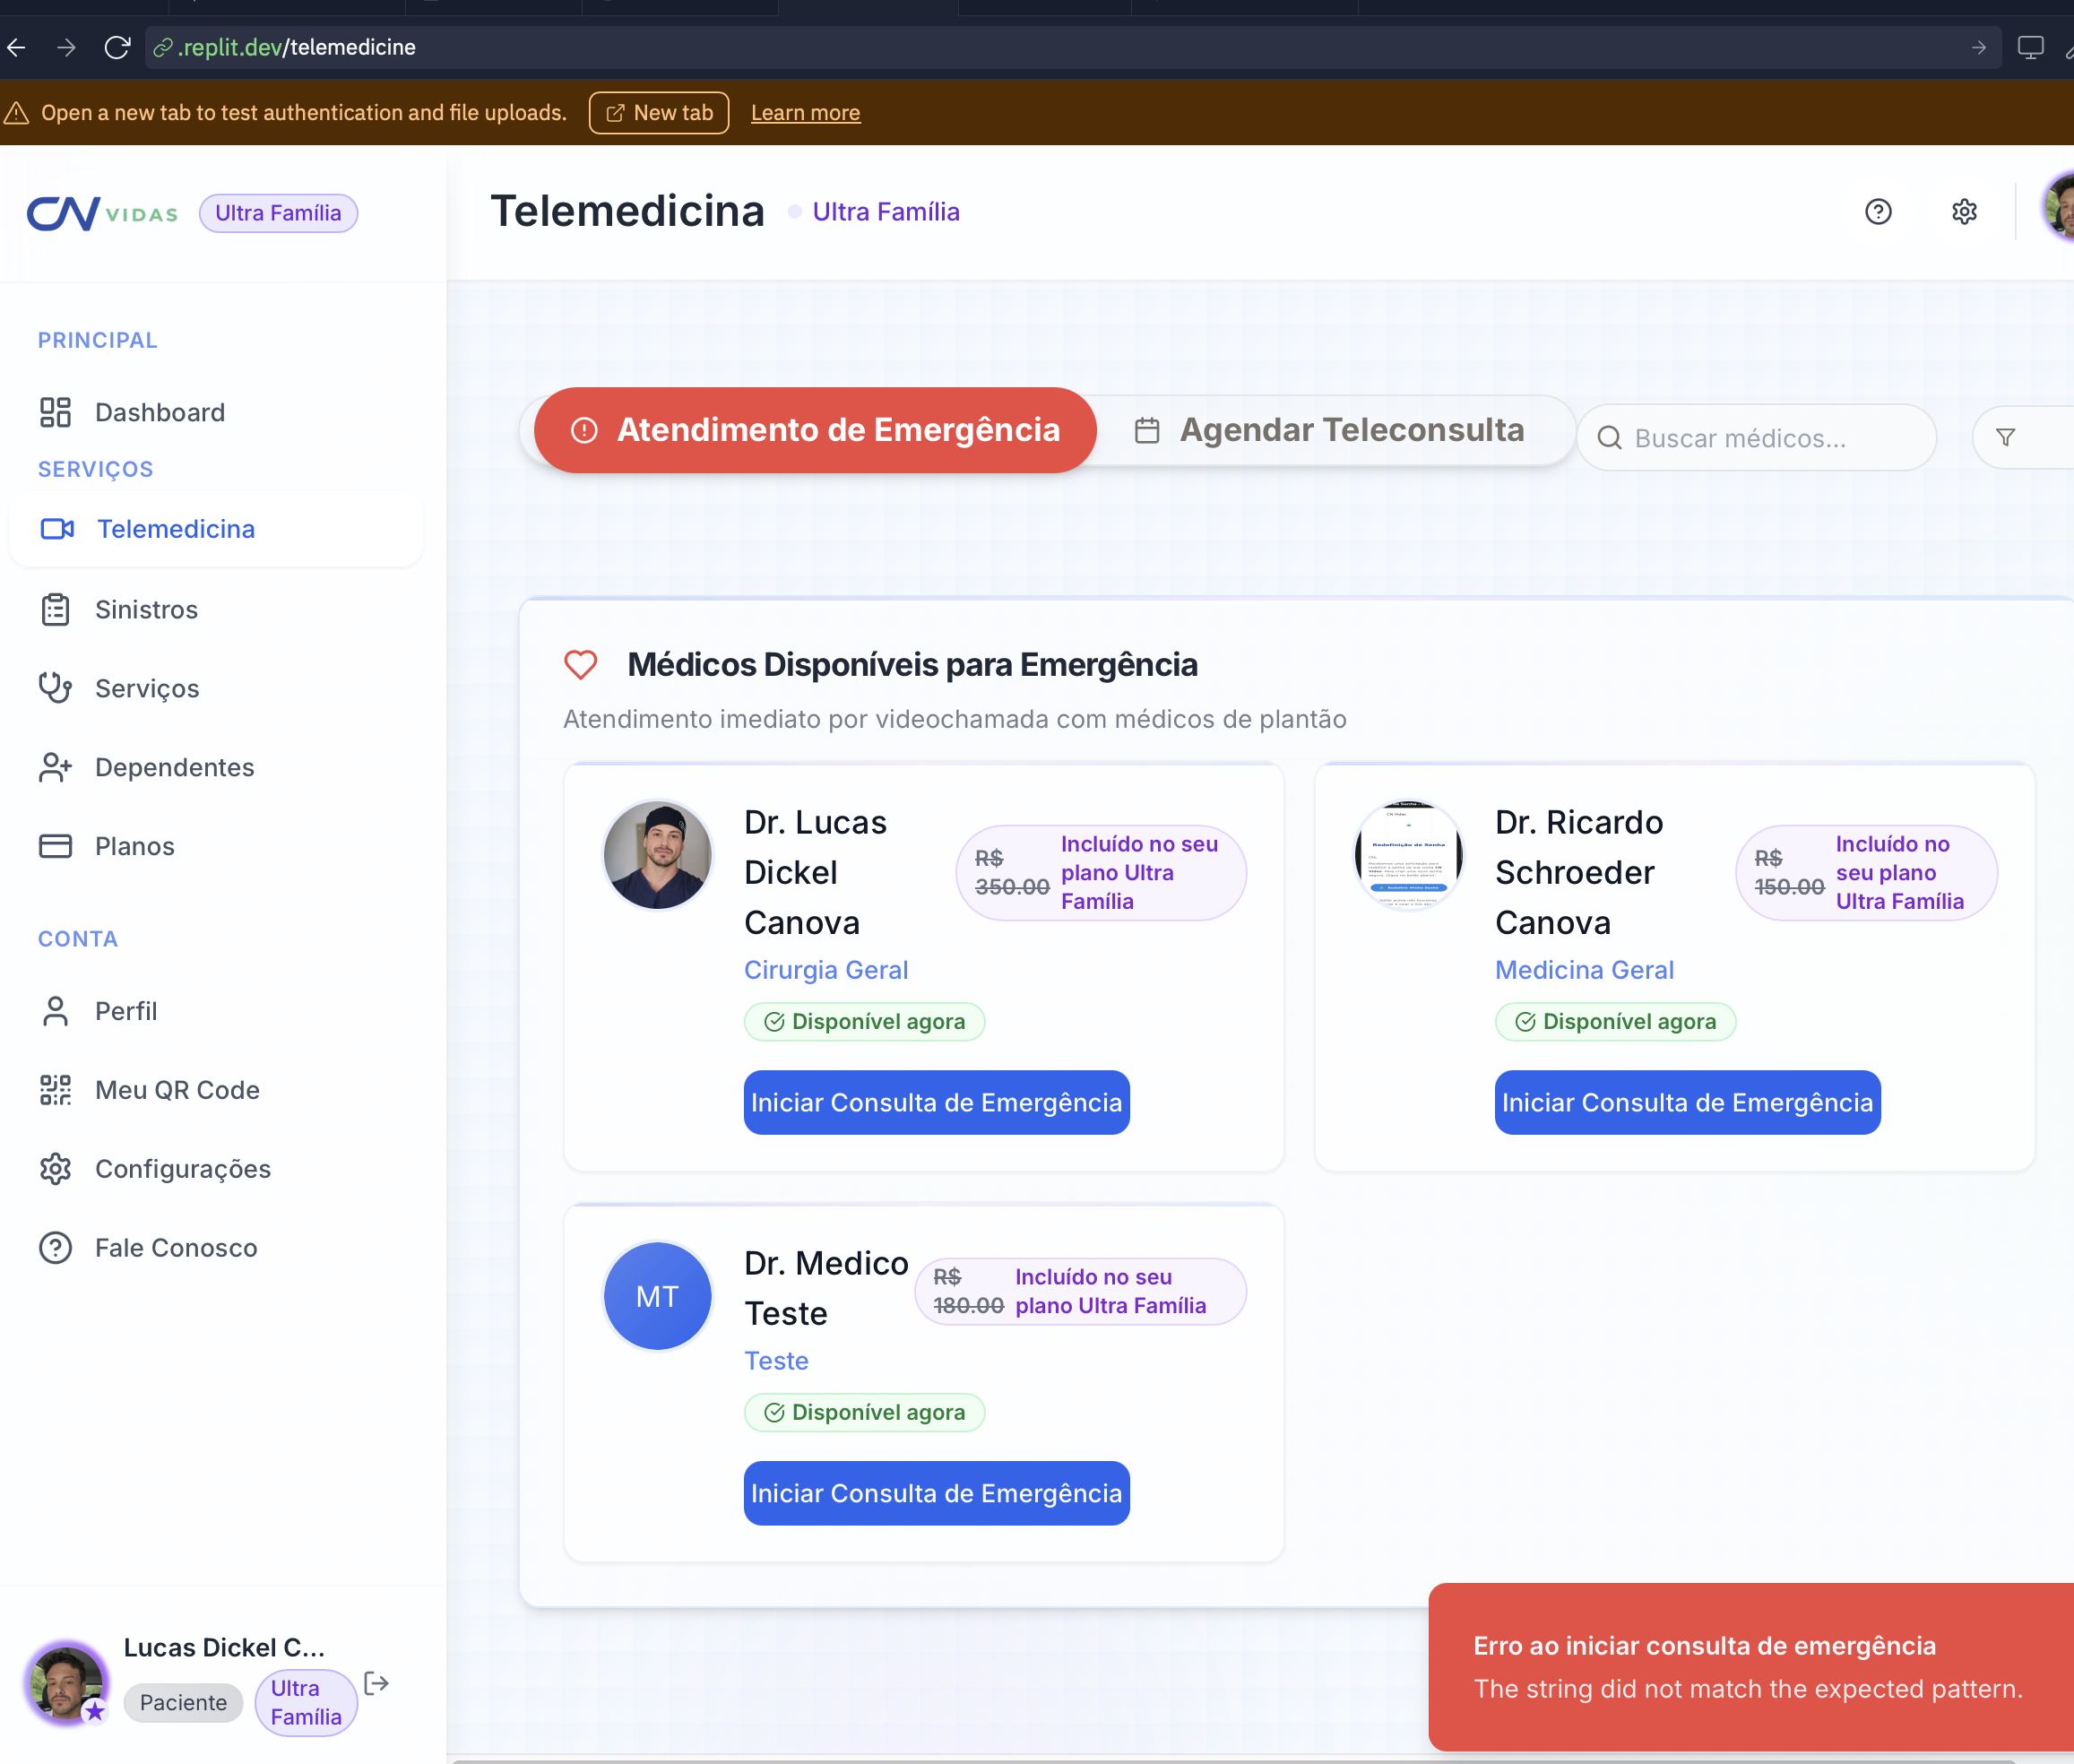 .replit.dev/telemedicine
Open a new tab to test authentication and file uploads. New tab Learn more
CN VIDAS Ultra Família
Telemedicina Ultra Família
PRINCIPAL
Dashboard
SERVIÇOS
Telemedicina
Sinistros
Serviços
Dependentes
Planos
CONTA
Perfil
Meu QR Code
Configurações
Fale Conosco
Lucas Dickel C...
Paciente
Ultra
Família
Atendimento de Emergência
Agendar Teleconsulta
Buscar médicos...
Médicos Disponíveis para Emergência
Atendimento imediato por videochamada com médicos de plantão
Dr. Lucas
Dickel
Canova
R$
350.00
Incluído no seu
plano Ultra
Família
Cirurgia Geral
Disponível agora
Iniciar Consulta de Emergência
Redefinição de Senha
Dr. Ricardo
Schroeder
Canova
R$
150.00
Incluído no
seu plano
Ultra Família
Medicina Geral
Disponível agora
Iniciar Consulta de Emergência
MT
Dr. Medico
Teste
R$
180.00
Incluído no seu
plano Ultra Família
Teste
Disponível agora
Iniciar Consulta de Emergência
Erro ao iniciar consulta de emergência
The string did not match the expected pattern.